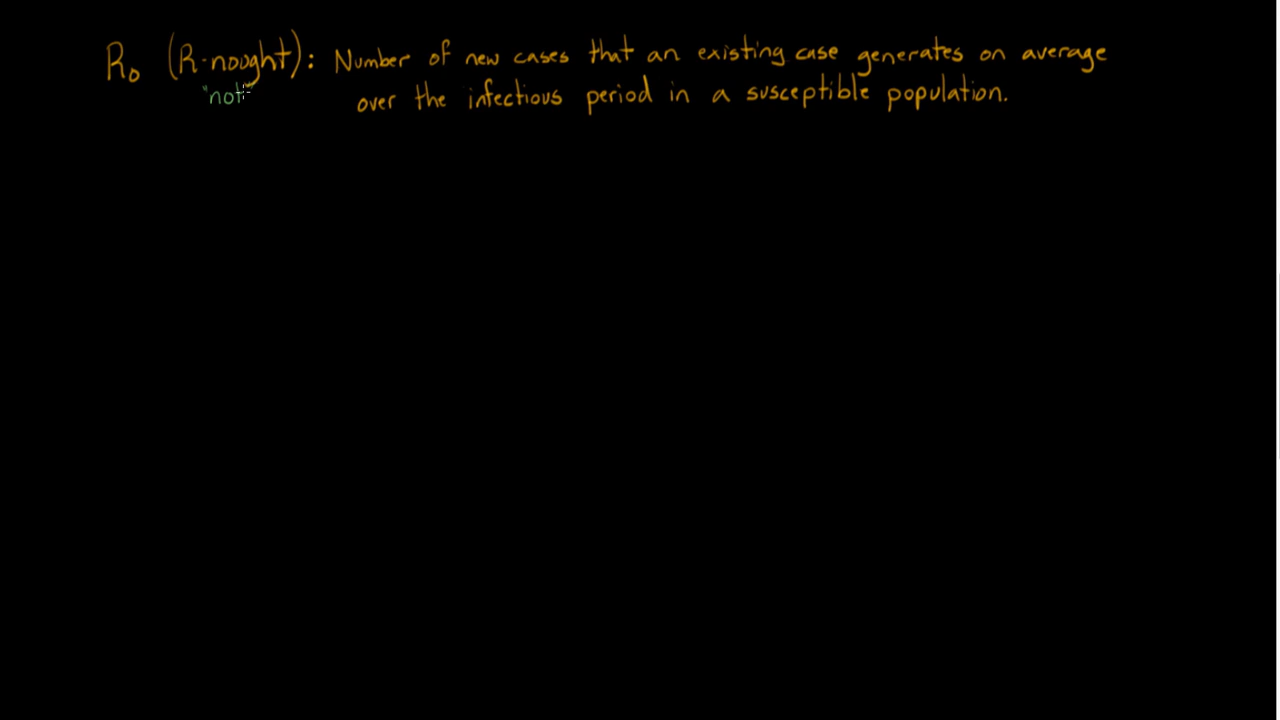 R₀ (R-nought): Number of new cases that an existing case generates on average
"not" over the infectious period in a susceptible population.